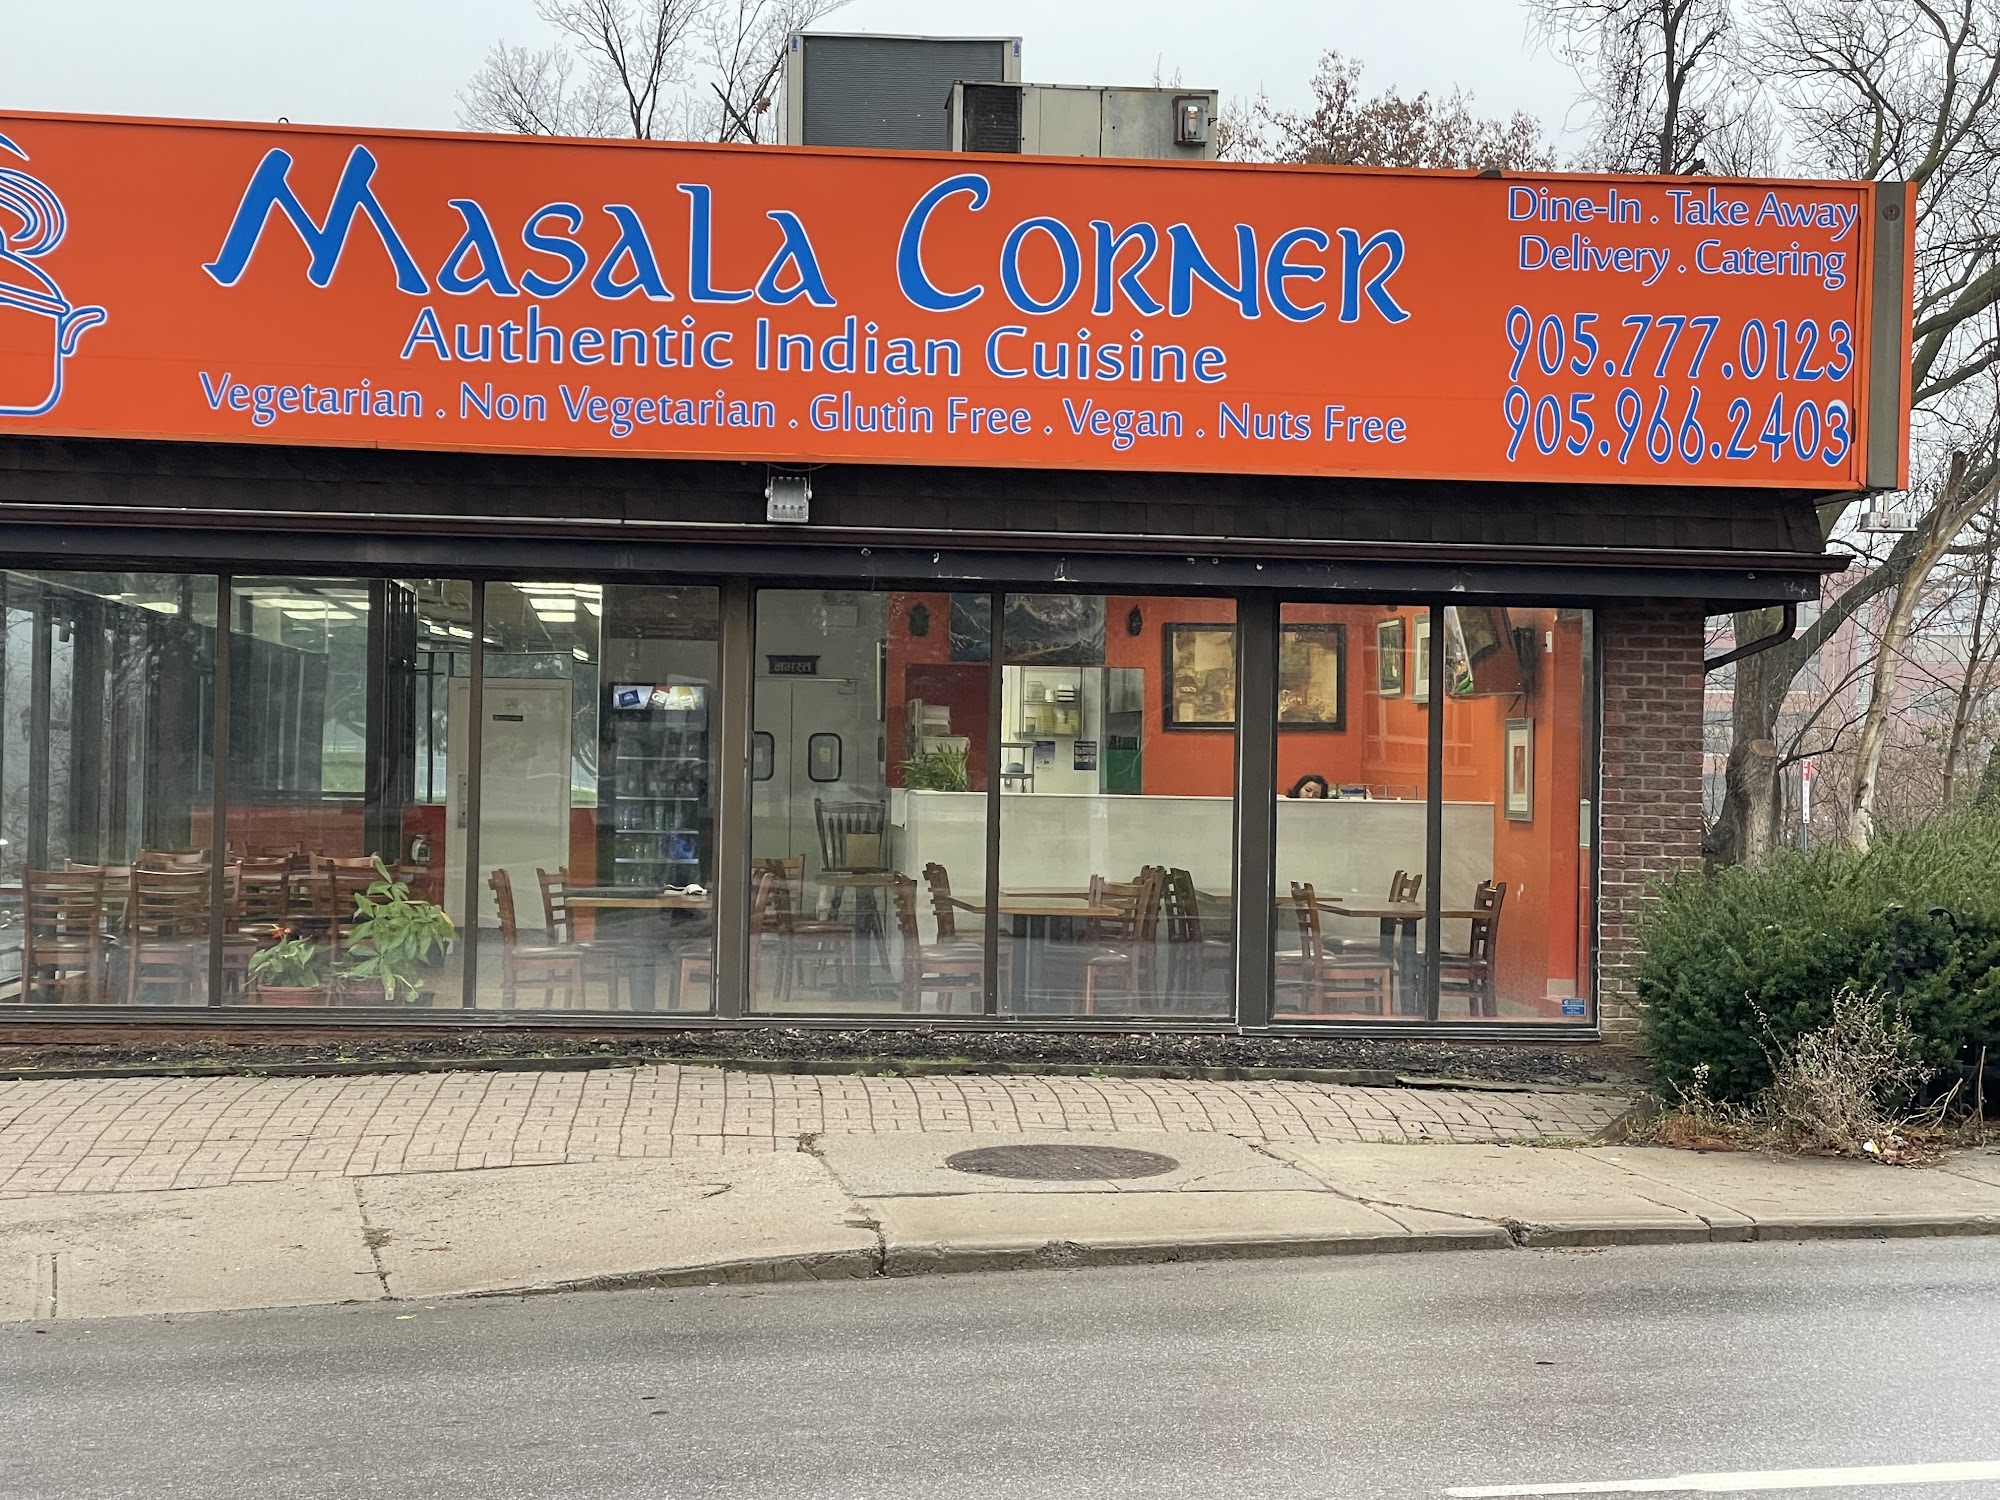 Masala Corner
Authentic Indian Cuisine
Vegetarian . Non Vegetarian . Glutin Free . Vegan . Nuts Free
Dine-In . Take Away
Delivery . Catering
905.777.0123
905.966.2403
नमस्ते